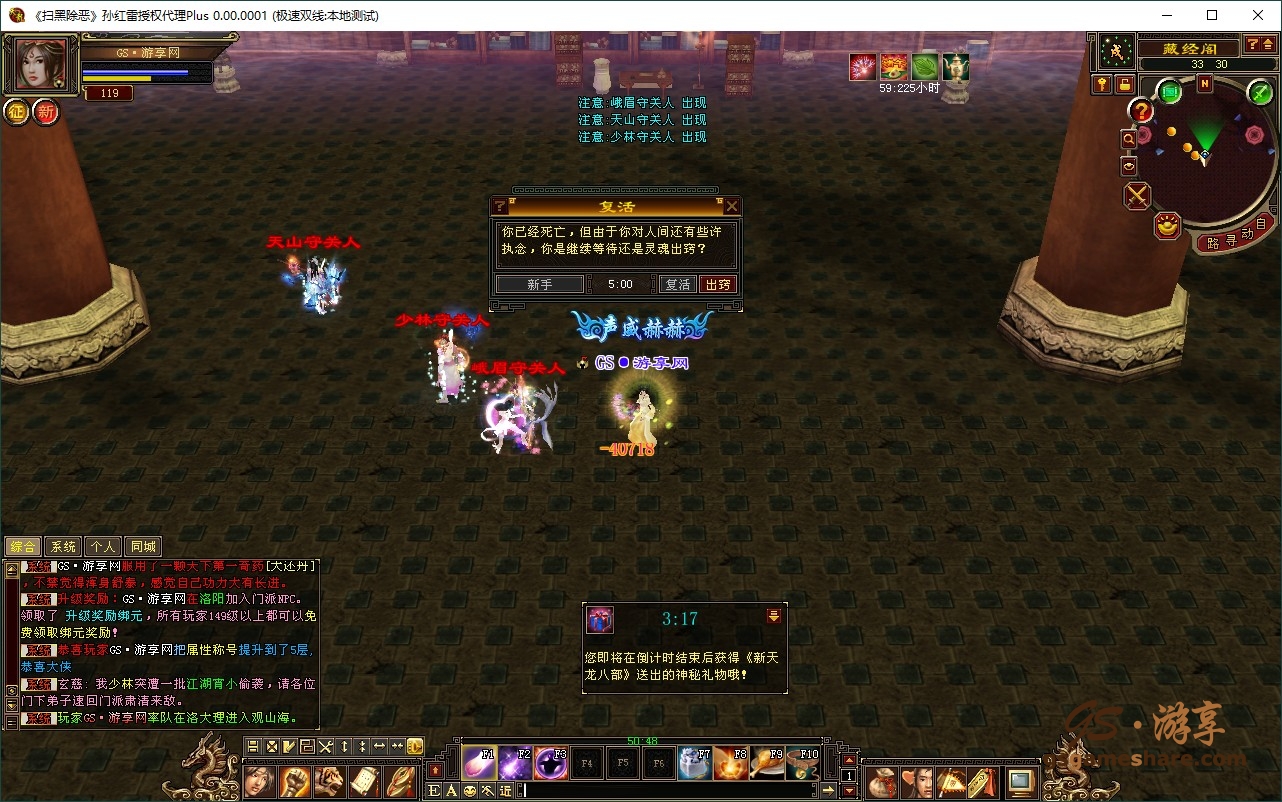 《扫黑除恶》孙红雷授权代理Plus 0.00.0001 (极速双线:本地测试)
GS·游享网
119
征
新
注意:峨眉守关人 出现
注意:天山守关人 出现
注意:少林守关人 出现
59:225小时
藏经阁
33 30
N
自动寻路
复活
你已经死亡，但由于你对人间还有些许
执念，你是继续等待还是灵魂出窍？
新手
5:00
复活
出窍
天山守关人
少林守关人
峨眉守关人
声威赫赫
GS●游享网
-40718
综合
系统
个人
同城
系统 GS·游享网服用了一颗天下第一奇药[大还丹]
，不禁觉得浑身舒泰，感觉自己功力大有长进。
系统 升级奖励：GS·游享网在洛阳加入门派NPC。
领取了 升级奖励绑元，所有玩家149级以上都可以免
费领取绑元奖励!
系统 恭喜玩家GS·游享网把属性称号提升到了5层,
恭喜大侠
系统 玄慈: 我少林突遭一批江湖宵小偷袭，请各位
门下弟子速回门派肃清来敌。
系统 玩家GS·游享网率队在洛大理进入观山海。
3:17
您即将在倒计时结束后获得《新天
龙八部》送出的神秘礼物哦!
50:48
F1
F2
F3
F4
F5
F6
F7
F8
F9
F10
1
E
A
近
GS·游享
gameshare.com